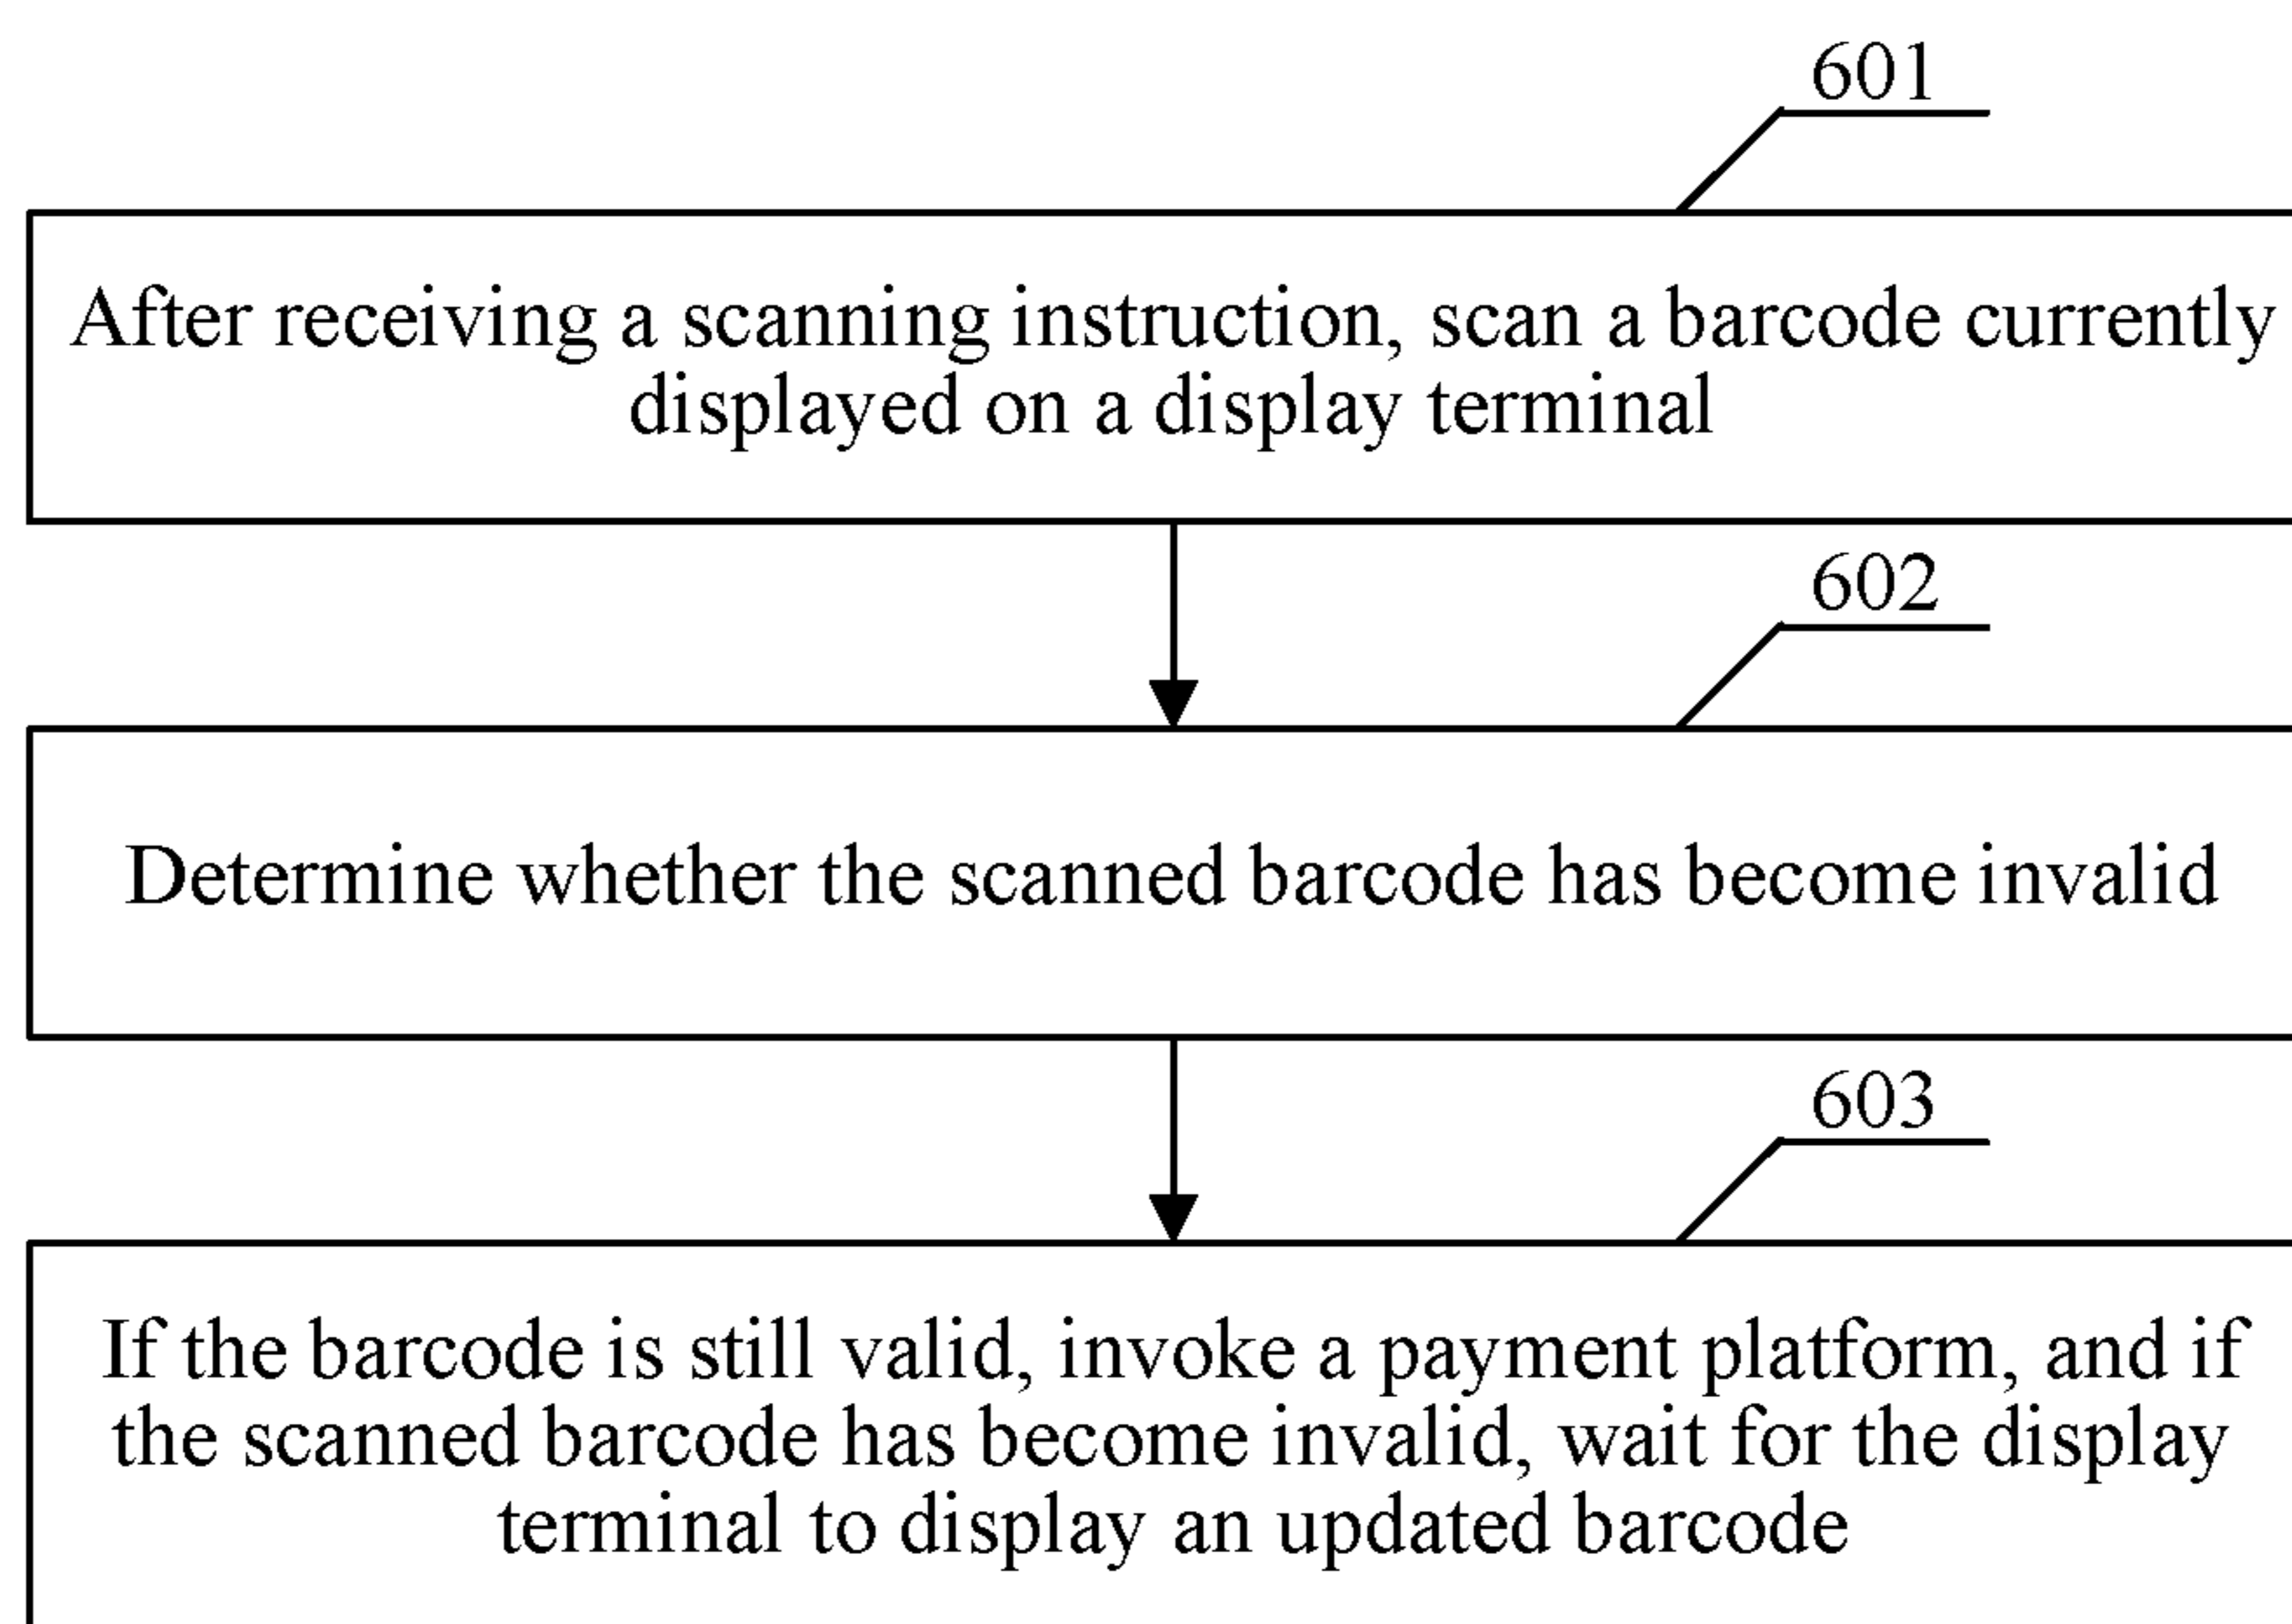 601
After receiving a scanning instruction, scan a barcode currently
displayed on a display terminal
602
Determine whether the scanned barcode has become invalid
603
If the barcode is still valid, invoke a payment platform, and if
the scanned barcode has become invalid, wait for the display
terminal to display an updated barcode